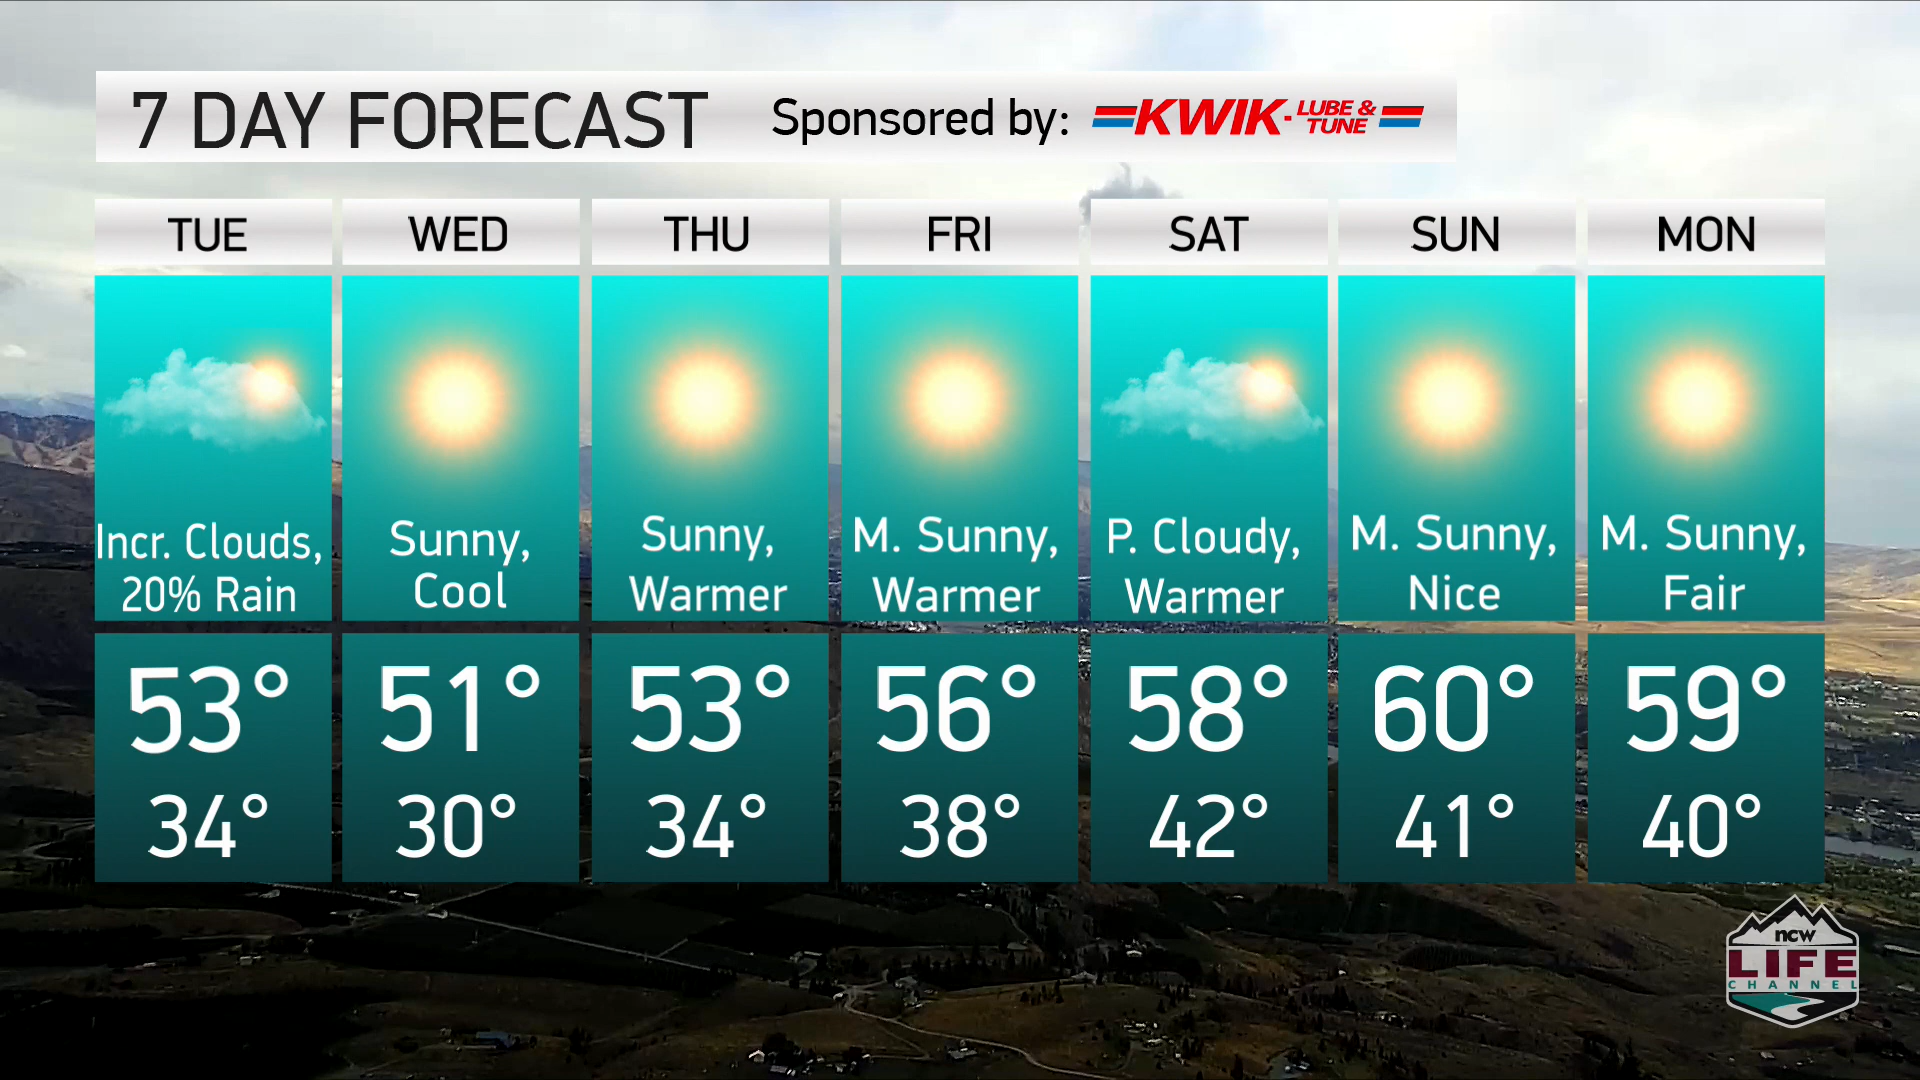 7 DAY FORECAST
Sponsored by:
KWIK-LUBE & TUNE
TUE WED THU FRI SAT SUN MON
Incr. Clouds,
20% Rain
Sunny,
Cool
Sunny,
Warmer
M. Sunny,
Warmer
P. Cloudy,
Warmer
M. Sunny,
Nice
M. Sunny,
Fair
53° 51° 53° 56° 58° 60° 59°
34° 30° 34° 38° 42° 41° 40°
ncw
LIFE
CHANNEL